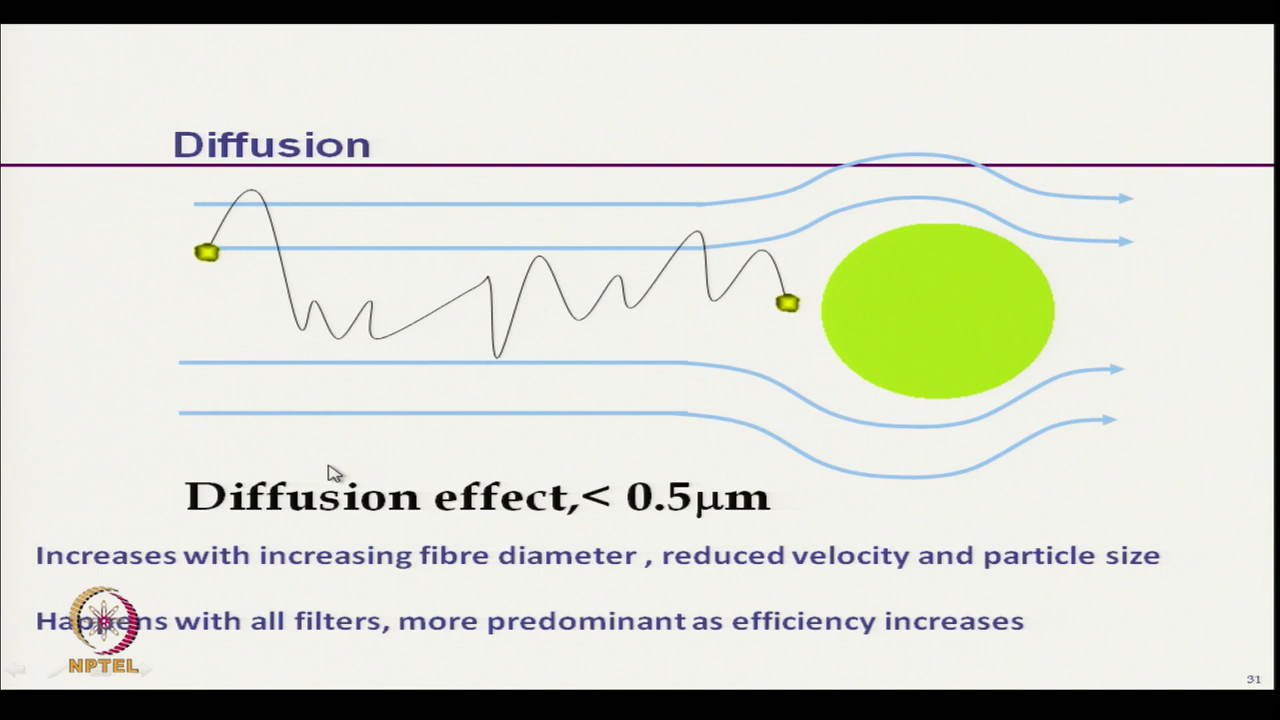 Diffusion
Diffusion effect,< 0.5μm
Increases with increasing fibre diameter , reduced velocity and particle size
Happens with all filters, more predominant as efficiency increases
NPTEL
31